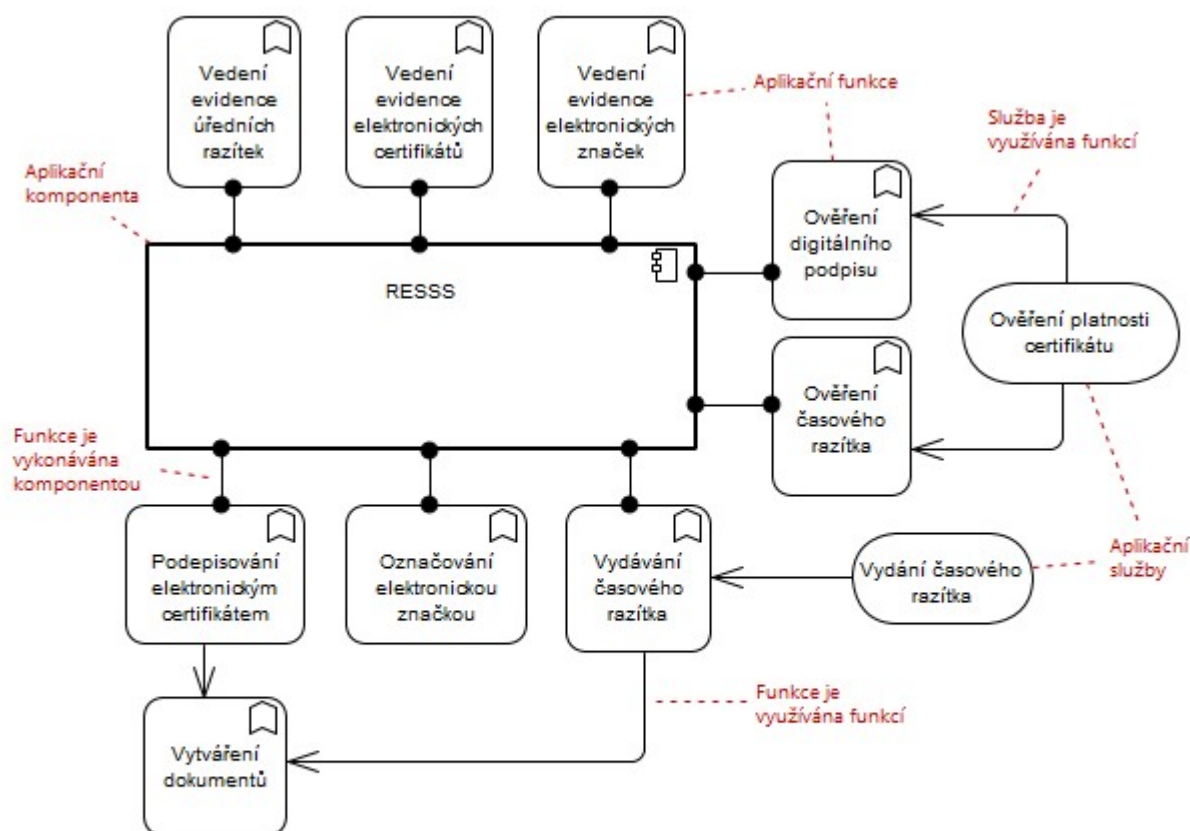 Vedení
evidence
úředních
razítek
Vedení
evidence
elektronických
certifikátů
Vedení
evidence
elektronických
značek
Aplikační funkce
Služba je
využívána funkcí
Aplikační
komponenta
Ověření
digitálního
podpisu
RESSS
Ověření platnosti
certifikátu
Ověření
časového
razítka
Funkce je
vykonávána
komponentou
Podepisování
elektronickým
certifikátem
Označování
elektronickou
značkou
Vydávání
časového
razítka
Vydání časového
razítka
Aplikační
služby
Funkce je
využívána funkcí
Vytváření
dokumentů